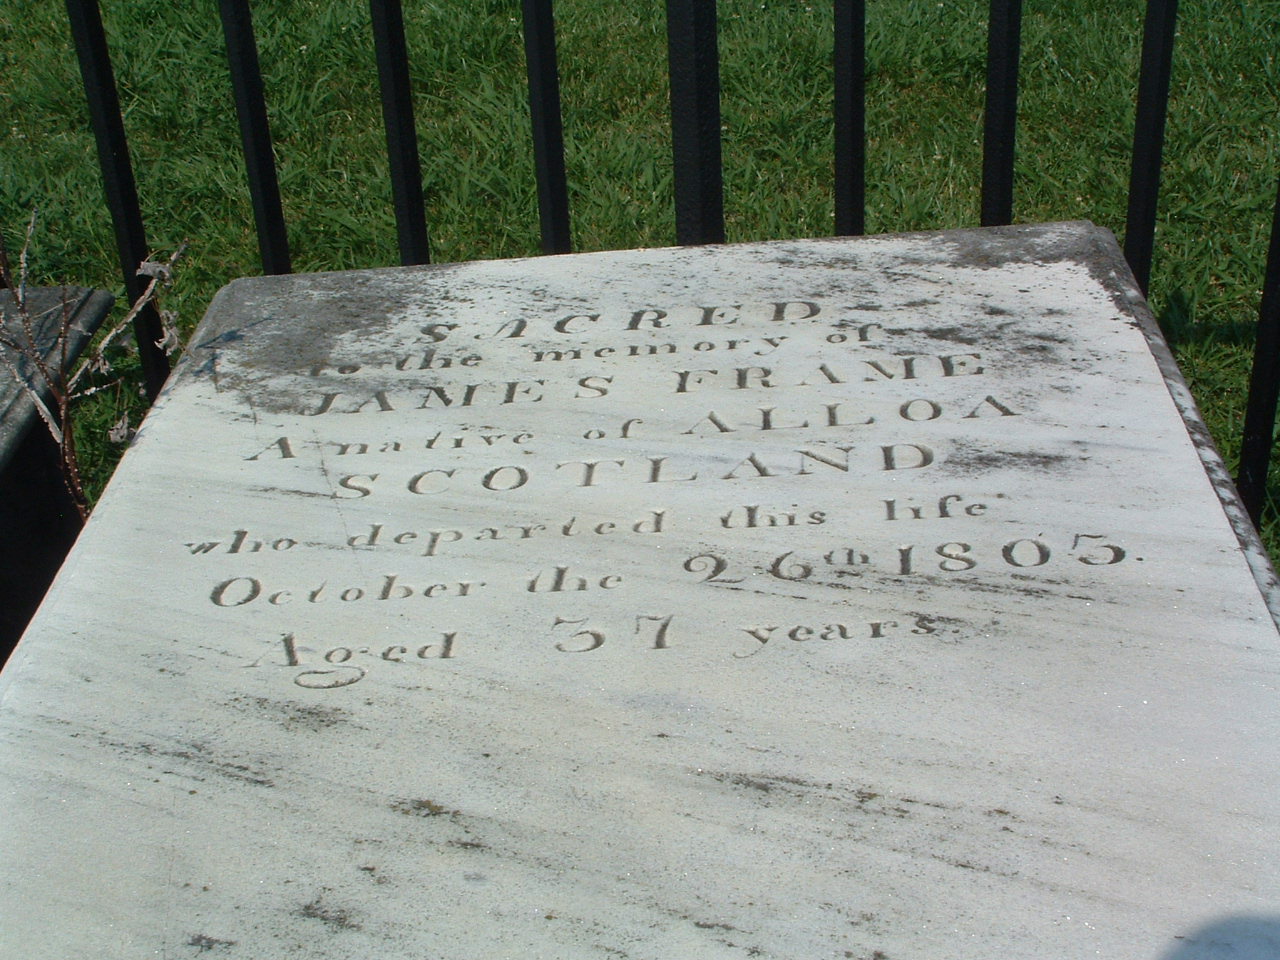 SACRED
to the memory of
JAMES FRAME
A native of ALLOA
SCOTLAND
who departed this life
October the 26th 1803.
Aged 37 years.